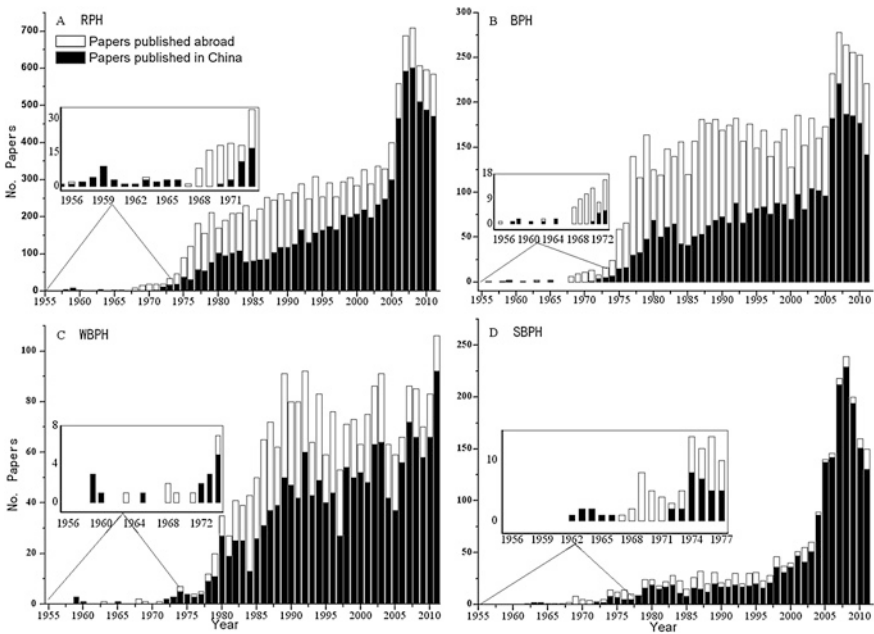 A RPH
Papers published abroad
Papers published in China
No. Papers
700
600
500
400
300
200
100
0
30
15
0
1956 1959 1962 1965 1968 1971
1955 1960 1965 1970 1975 1980 1985 1990 1995 2000 2005 2010
B BPH
300
250
200
150
100
50
0
18
9
0
1956 1960 1964 1968 1972
1955 1960 1965 1970 1975 1980 1985 1990 1995 2000 2005 2010
C WBPH
No. Papers
100
80
60
40
20
0
8
4
0
1956 1960 1964 1968 1972
1955 1960 1965 1970 1975 1980 1985 1990 1995 2000 2005 2010
Year
D SBPH
250
200
150
100
50
0
10
0
1956 1959 1962 1965 1968 1971 1974 1977
1955 1960 1965 1970 1975 1980 1985 1990 1995 2000 2005 2010
Year